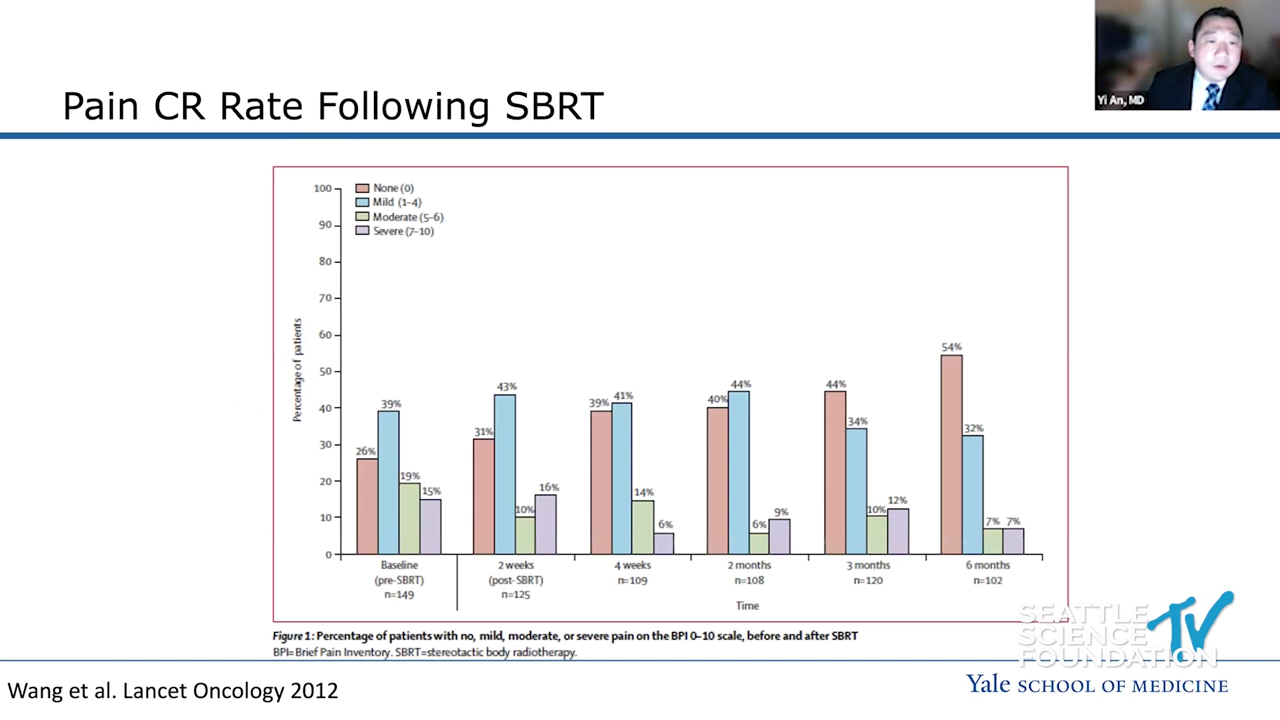 Yi An, MD
Pain CR Rate Following SBRT
None (0)
Mild (1–4)
Moderate (5–6)
Severe (7–10)
100
90
80
70
60
50
40
30
20
10
0
Percentage of patients
26%
39%
19%
15%
31%
43%
10%
16%
39%
41%
14%
6%
40%
44%
6%
9%
44%
34%
10%
12%
54%
32%
7%
7%
Baseline
(pre-SBRT)
n=149
2 weeks
(post-SBRT)
n=125
4 weeks
n=109
2 months
n=108
3 months
n=120
6 months
n=102
Time
Figure 1: Percentage of patients with no, mild, moderate, or severe pain on the BPI 0–10 scale, before and after SBRT
BPI=Brief Pain Inventory. SBRT=stereotactic body radiotherapy.
SEATTLE
SCIENCE
FOUNDATION
TV
Wang et al. Lancet Oncology 2012
Yale SCHOOL OF MEDICINE